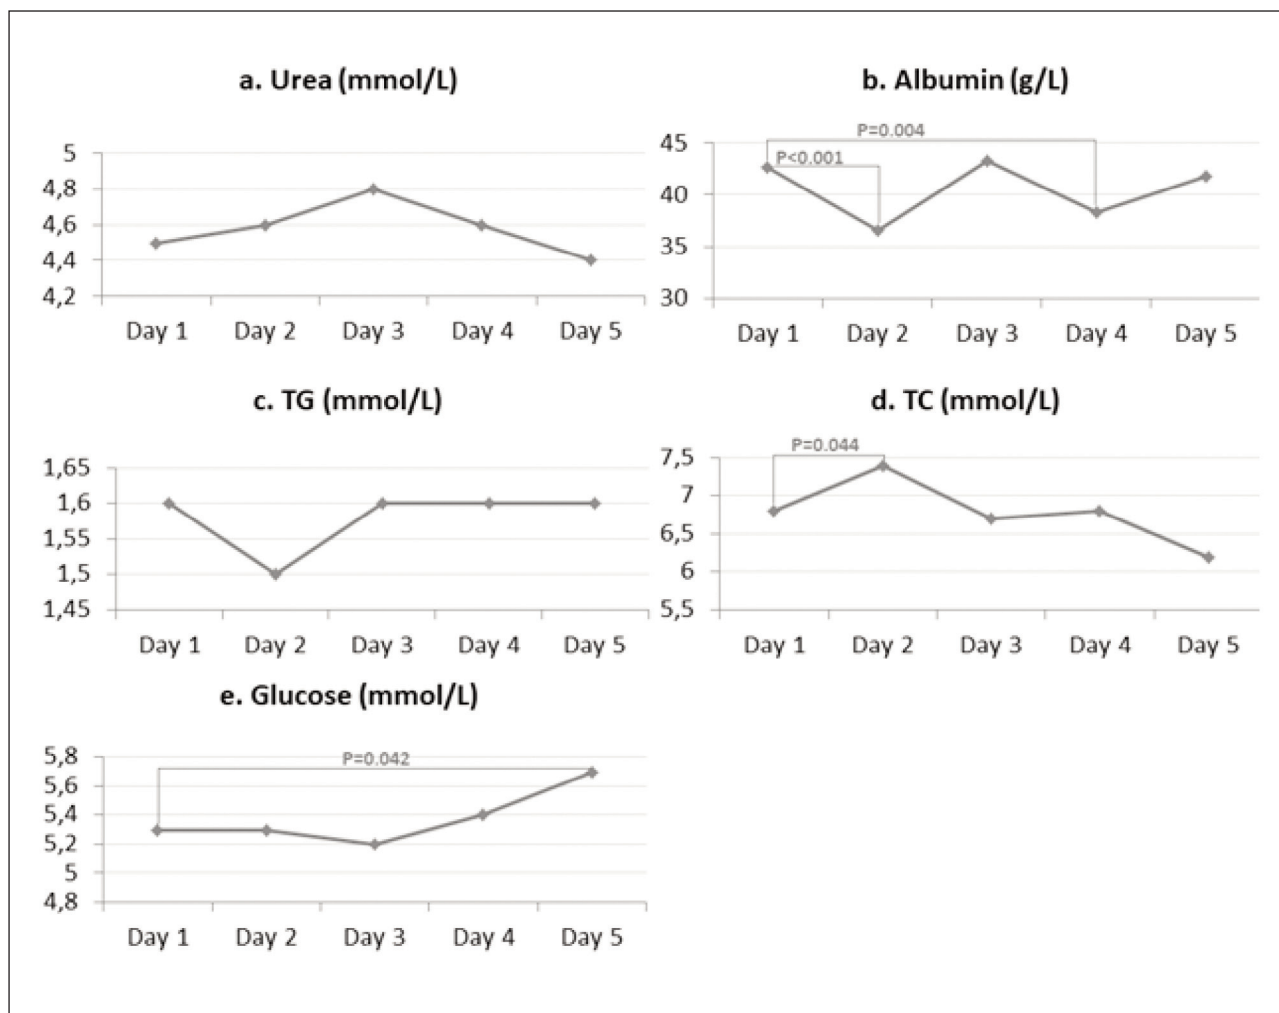 a. Urea (mmol/L)
5
4,8
4,6
4,4
4,2
Day 1 Day 2 Day 3 Day 4 Day 5
b. Albumin (g/L)
P=0.004
P<0.001
45
40
35
30
Day 1 Day 2 Day 3 Day 4 Day 5
c. TG (mmol/L)
1,65
1,6
1,55
1,5
1,45
Day 1 Day 2 Day 3 Day 4 Day 5
d. TC (mmol/L)
P=0.044
7,5
7
6,5
6
5,5
Day 1 Day 2 Day 3 Day 4 Day 5
e. Glucose (mmol/L)
P=0.042
5,8
5,6
5,4
5,2
5
4,8
Day 1 Day 2 Day 3 Day 4 Day 5